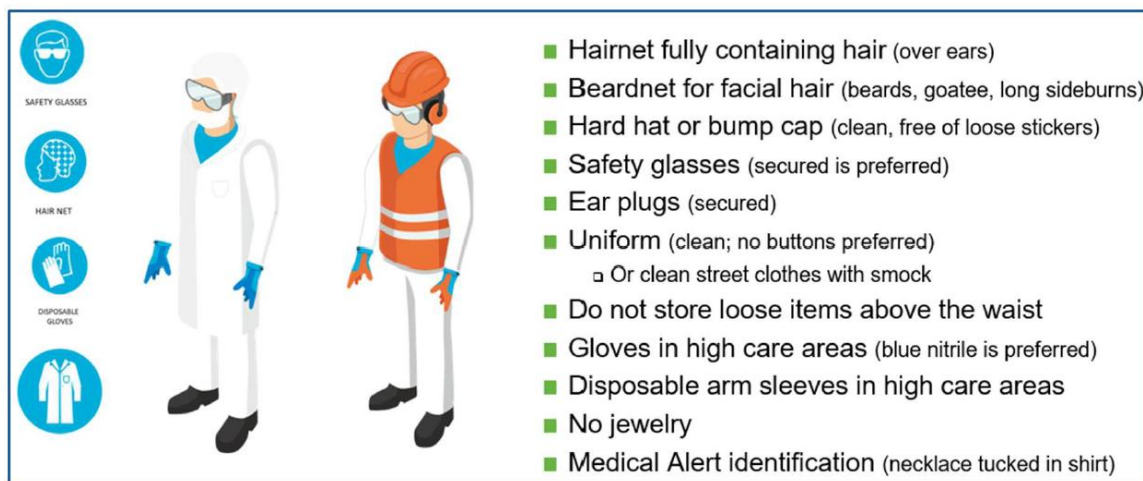 SAFETY GLASSES
HAIR NET
DISPOSABLE
GLOVES
Hairnet fully containing hair (over ears)
Beardnet for facial hair (beards, goatee, long sideburns)
Hard hat or bump cap (clean, free of loose stickers)
Safety glasses (secured is preferred)
Ear plugs (secured)
Uniform (clean; no buttons preferred)
Or clean street clothes with smock
Do not store loose items above the waist
Gloves in high care areas (blue nitrile is preferred)
Disposable arm sleeves in high care areas
No jewelry
Medical Alert identification (necklace tucked in shirt)